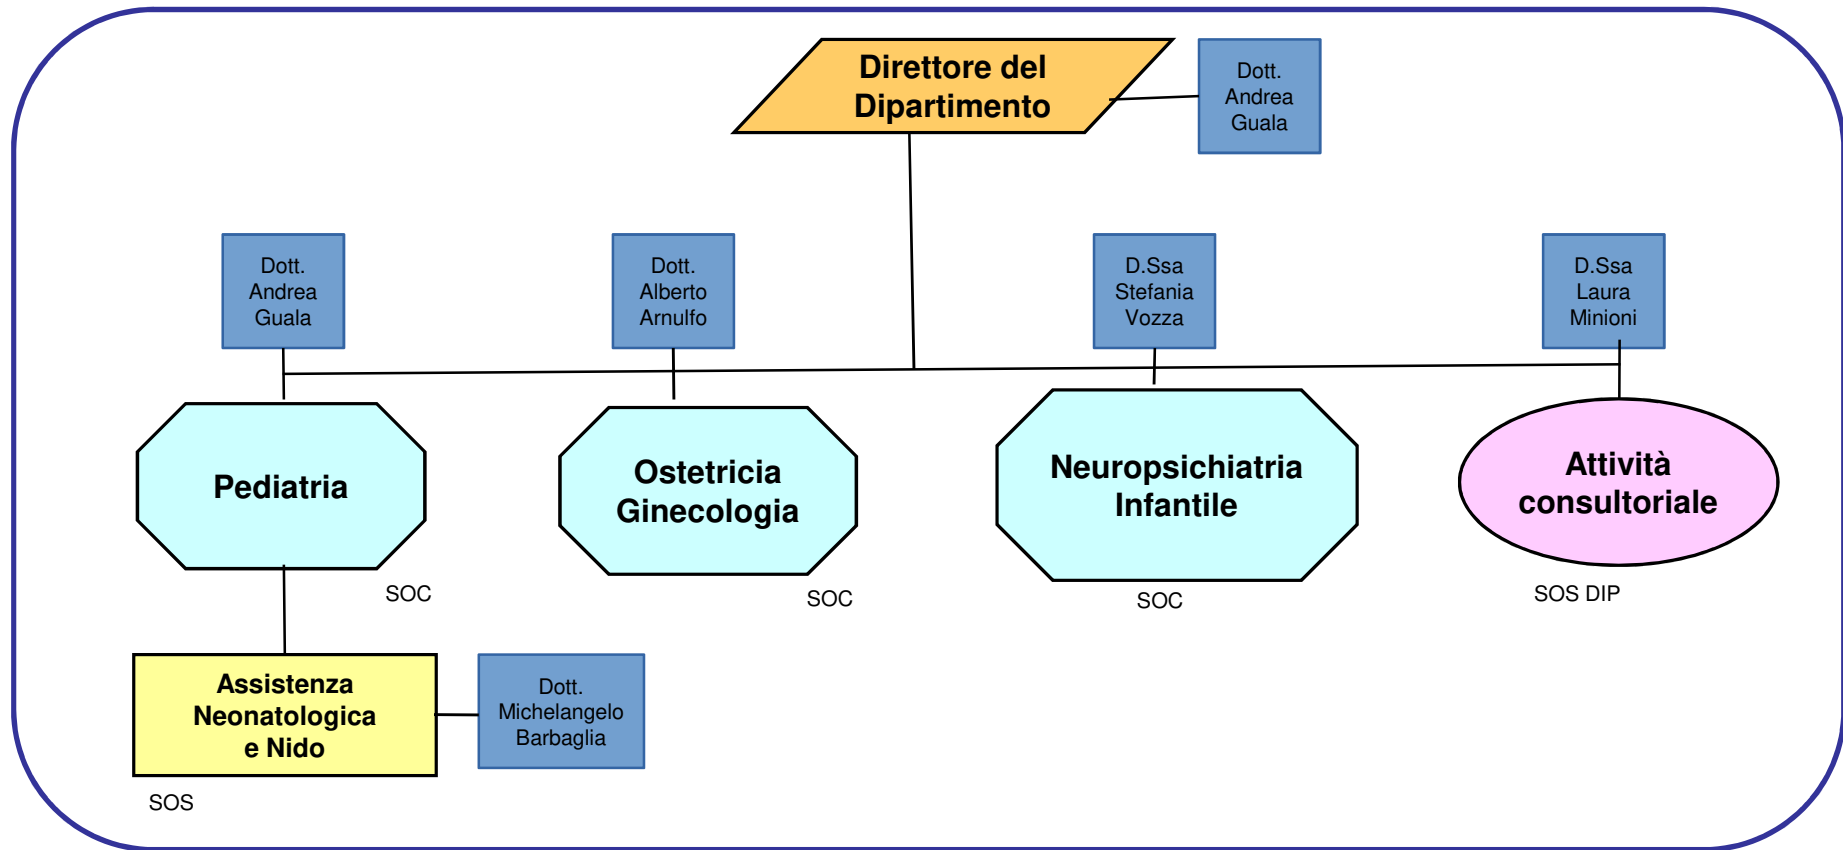 Direttore del
Dipartimento
Dott.
Andrea
Guala
Dott.
Andrea
Guala
Dott.
Alberto
Arnulfo
D.Ssa
Stefania
Vozza
D.Ssa
Laura
Minioni
Pediatria
Ostetricia
Ginecologia
Neuropsichiatria
Infantile
Attività
consultoriale
SOC
SOC
SOC
SOS DIP
Assistenza
Neonatologica
e Nido
Dott.
Michelangelo
Barbaglia
SOS